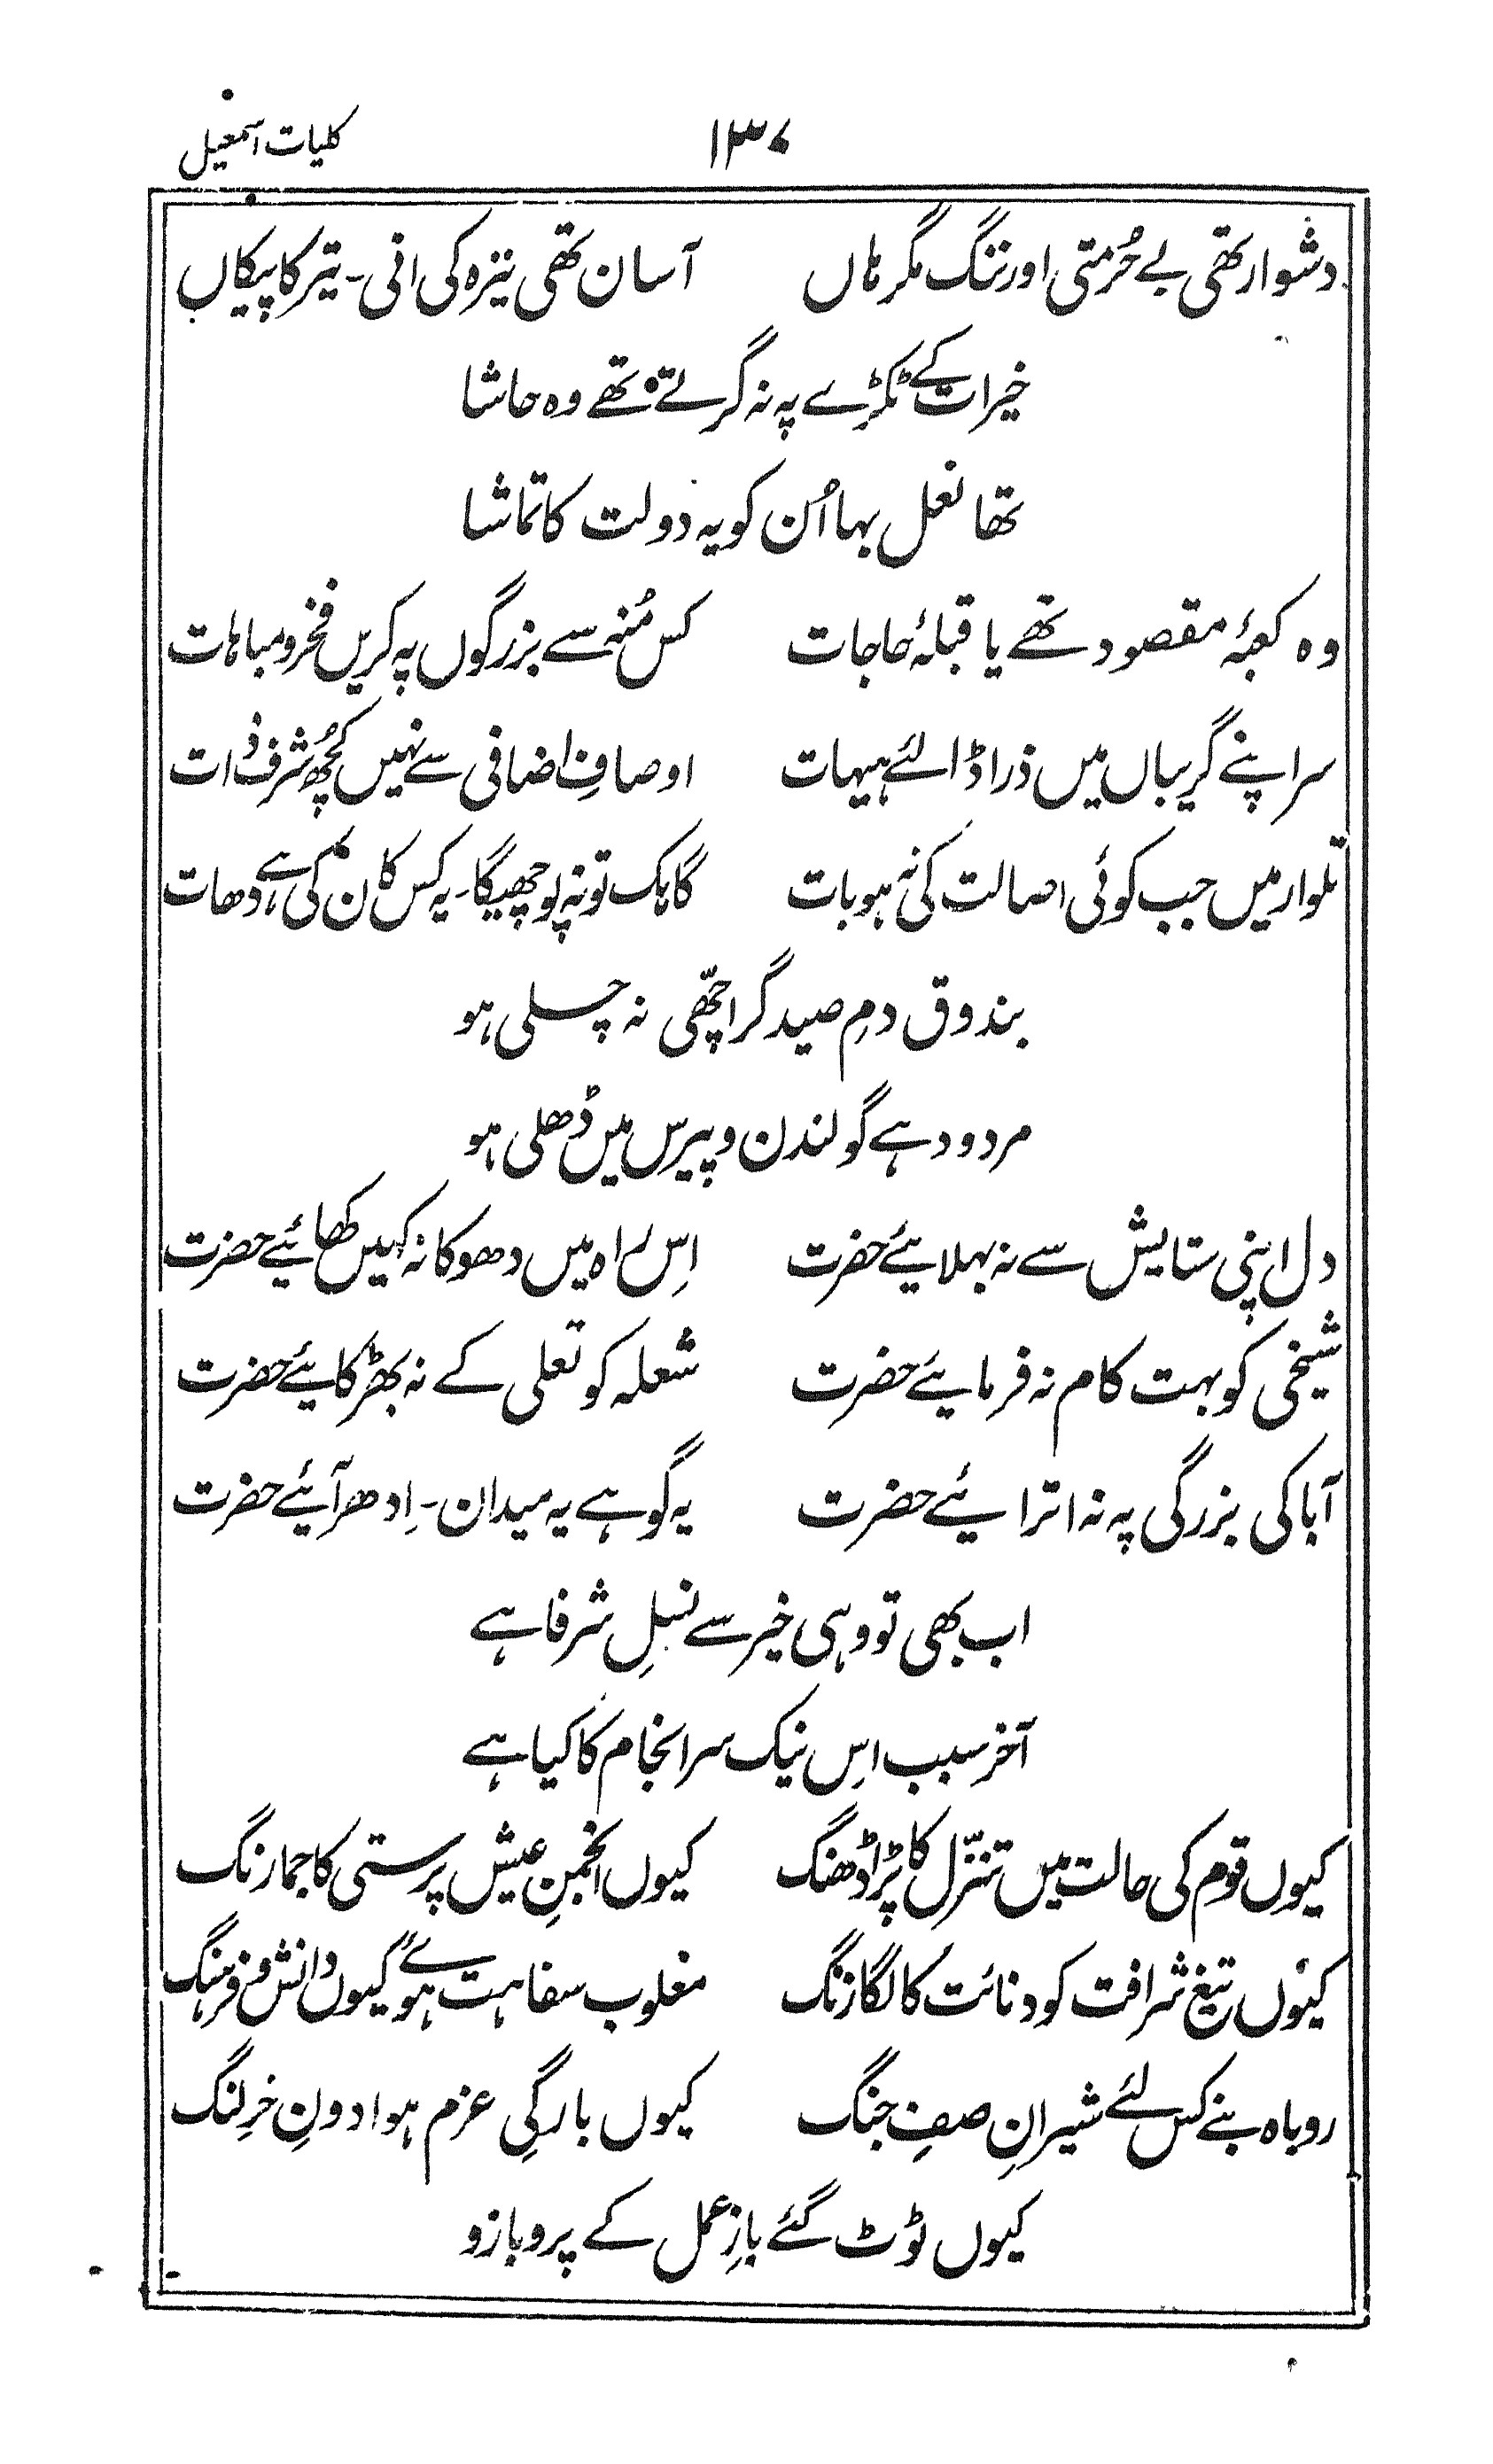 ۱۳۷ کلیات اسمٰعیل
دشوار تھی بے حُرمتی اور ننگ مگر ہاں آسان تھی نیزہ کی انی۔ تیر کا پیکاں
خیرات کے ٹکڑے پہ نہ گرتے تھے وہ حاشا
تھا نعل بہا اُن کو یہ دولت کا تماشا
وہ کعبۂ مقصود تھے یا قبلۂ حاجات کس مُنہ سے بزرگوں پہ کریں فخر و مباہات
سر اپنے گریباں میں ذرا ڈالئے ہیہات اوصافِ اضافی سے نہیں کچُھ شرف ذات
تلوار میں جب کوئی اصالت کی نہ ہو بات گاہک تو نہ پوچھیگا۔ یہ کس کان کی ہے دھات
بندوق دمِ صید گر اچھّی نہ چلی ہو
مردود ہے گو لندن و پیرس میں ڈھلی ہو
دل اپنی ستایش سے نہ بہلایئے حضرت اِس راہ میں دھوکا نہ کہیں کھائیے حضرت
شیخی کو بہت کام نہ فرمایئے حضرت شعلہ کو تعلی کے نہ بھڑکایئے حضرت
آبا کی بزرگی پہ نہ اترایئے حضرت یہ گو ہے یہ میدان۔ اِدھر آئیے حضرت
اب بھی تو وہی خیر سے نسلِ شرفا ہے
آخر سبب اسِ نیک سرانجام کا کیا ہے
کیوں قوم کی حالت میں تنزّل کا پڑا ڈھنگ کیوں انجمنِ عیش پرستی کا جما رنگ
کیوں تیغِ شرافت کو دنائت کا لگا زنگ مغلوب سفاہت ہوئے کیوں دانش و فرہنگ
روباہ بنے کس لئے شیرانِ صفِ جنگ کیوں بارگیِ عزم ہوا دونِ خرِ لنگ
کیوں ٹوٹ گئے بازِ عمل کے پر و بازو